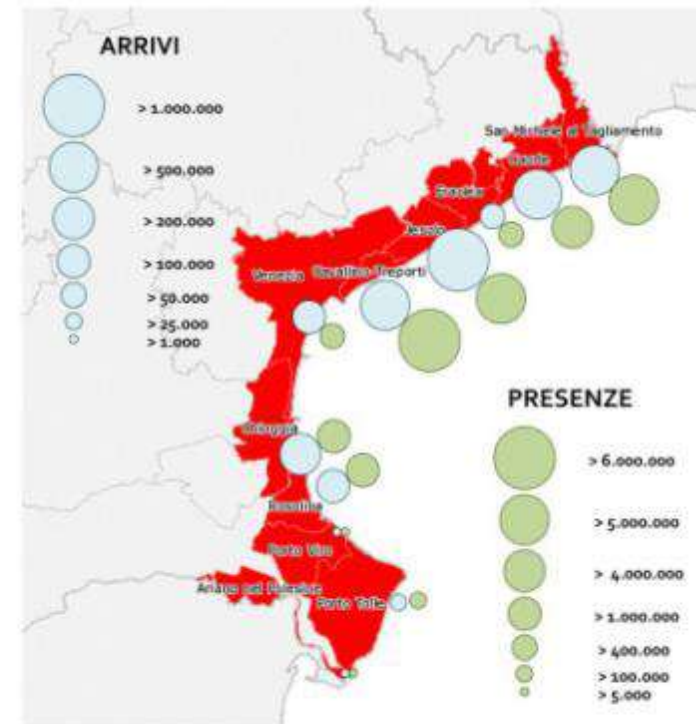 ARRIVI
> 1.000.000
> 500.000
> 200.000
> 100.000
> 50.000
> 25.000
> 1.000
San Michele al Tagliamento
Caorle
Eraclea
Jesolo
Cavallino Treporti
Venezia
Chioggia
Rosolina
Porto Viro
Ariano nel Polesine
Porto Tolle
PRESENZE
> 6.000.000
> 5.000.000
> 4.000.000
> 1.000.000
> 400.000
> 100.000
> 5.000